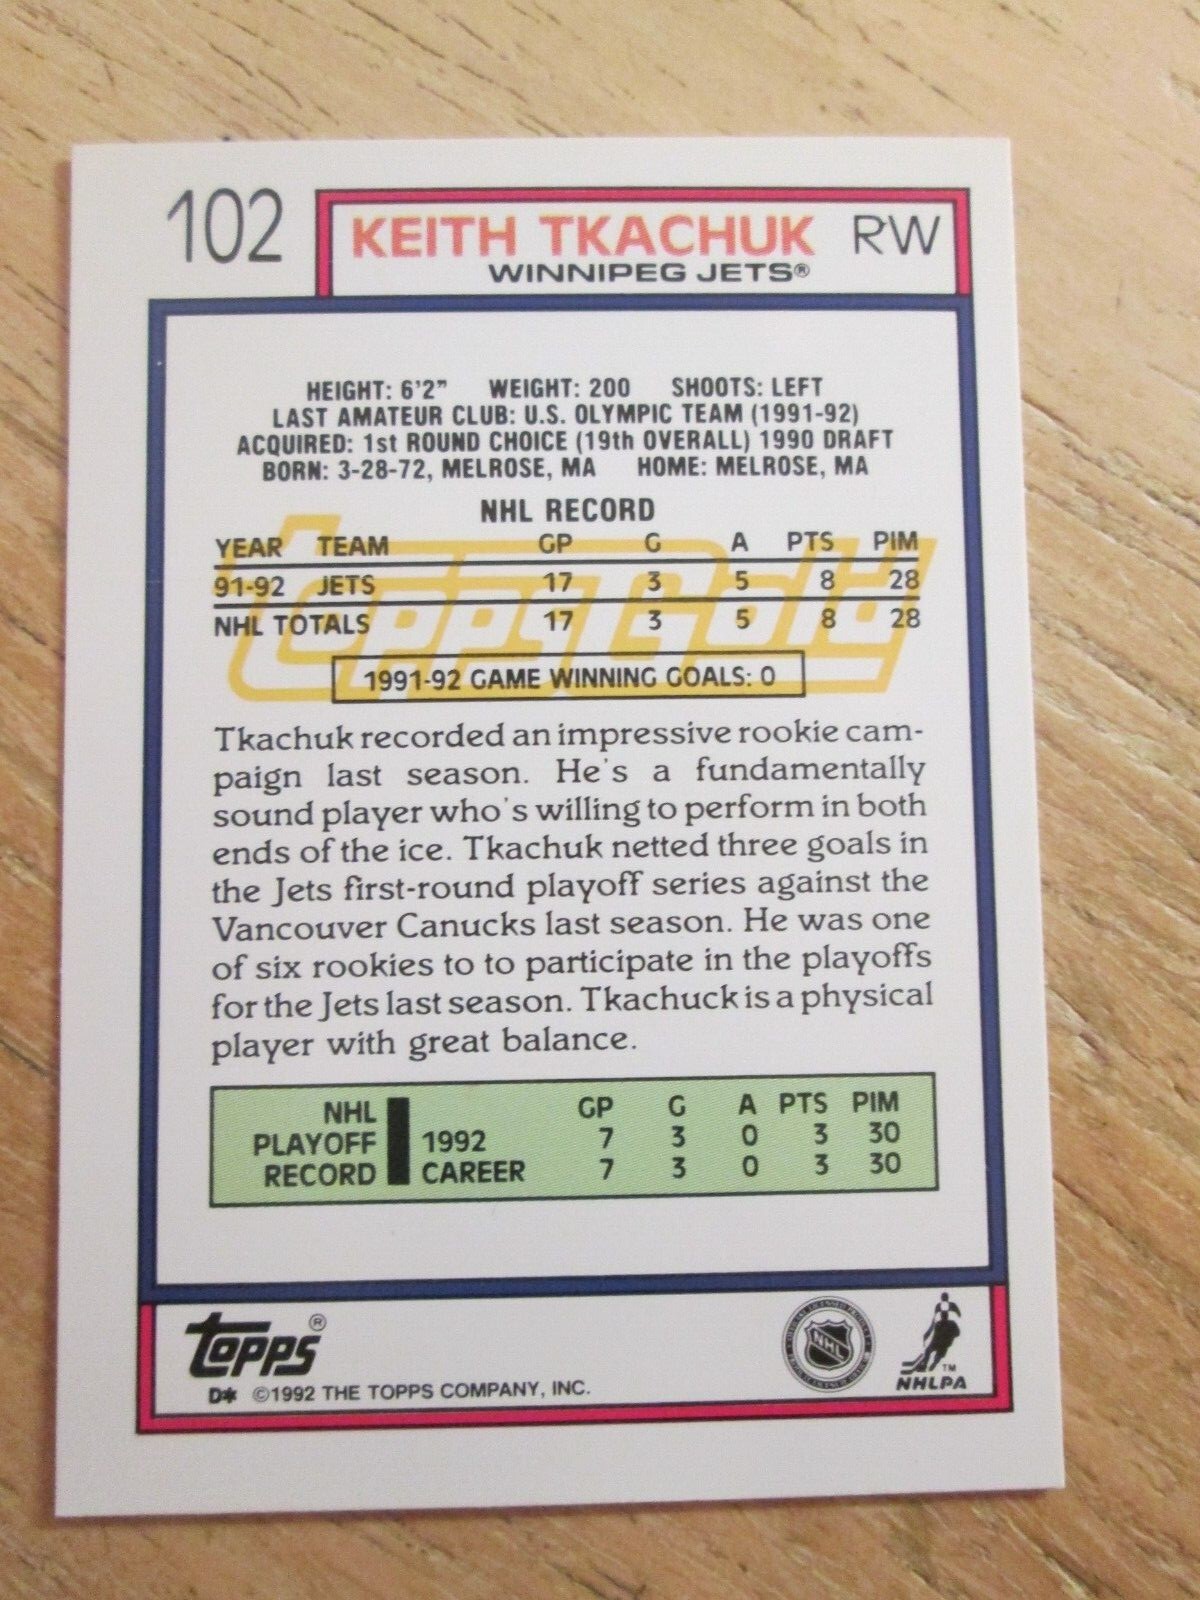 102
KEITH TKACHUK RW
WINNIPEG JETS®
HEIGHT: 6'2" WEIGHT: 200 SHOOTS: LEFT
LAST AMATEUR CLUB: U.S. OLYMPIC TEAM (1991-92)
ACQUIRED: 1st ROUND CHOICE (19th OVERALL) 1990 DRAFT
BORN: 3-28-72, MELROSE, MA HOME: MELROSE, MA
NHL RECORD
YEAR TEAM GP G A PTS PIM
91-92 JETS 17 3 5 8 28
NHL TOTALS 17 3 5 8 28
Topps Gold
1991-92 GAME WINNING GOALS: 0
Tkachuk recorded an impressive rookie cam-
paign last season. He's a fundamentally
sound player who's willing to perform in both
ends of the ice. Tkachuk netted three goals in
the Jets first-round playoff series against the
Vancouver Canucks last season. He was one
of six rookies to to participate in the playoffs
for the Jets last season. Tkachuck is a physical
player with great balance.
NHL GP G A PTS PIM
PLAYOFF 1992 7 3 0 3 30
RECORD CAREER 7 3 0 3 30
Topps®
D* ©1992 THE TOPPS COMPANY, INC.
NHL
TM
NHLPA